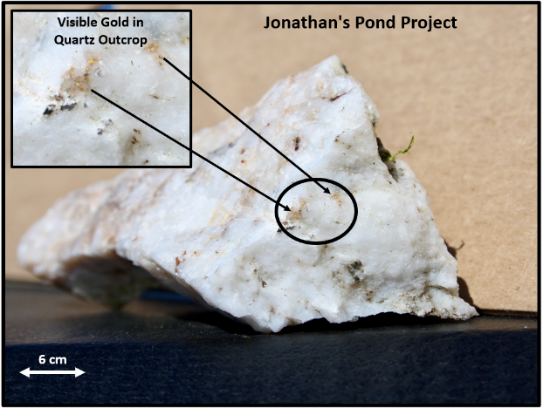 Visible Gold in
Quartz Outcrop
Jonathan's Pond Project
6 cm